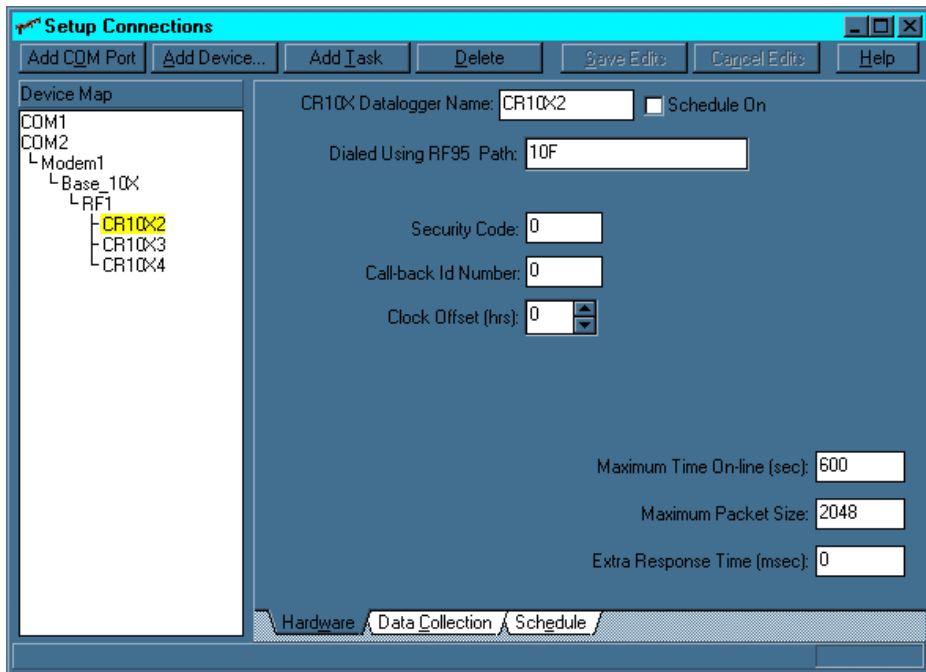 Setup Connections
Add COM Port Add Device... Add Task Delete Save Edits Cancel Edits Help
Device Map
COM1
COM2
Modem1
Base_10X
RF1
CR10X2
CR10X3
CR10X4
CR10X Datalogger Name: CR10X2 Schedule On
Dialed Using RF95 Path: 10F
Security Code: 0
Call-back Id Number: 0
Clock Offset (hrs): 0
Maximum Time On-line (sec): 600
Maximum Packet Size: 2048
Extra Response Time (msec): 0
Hardware Data Collection Schedule